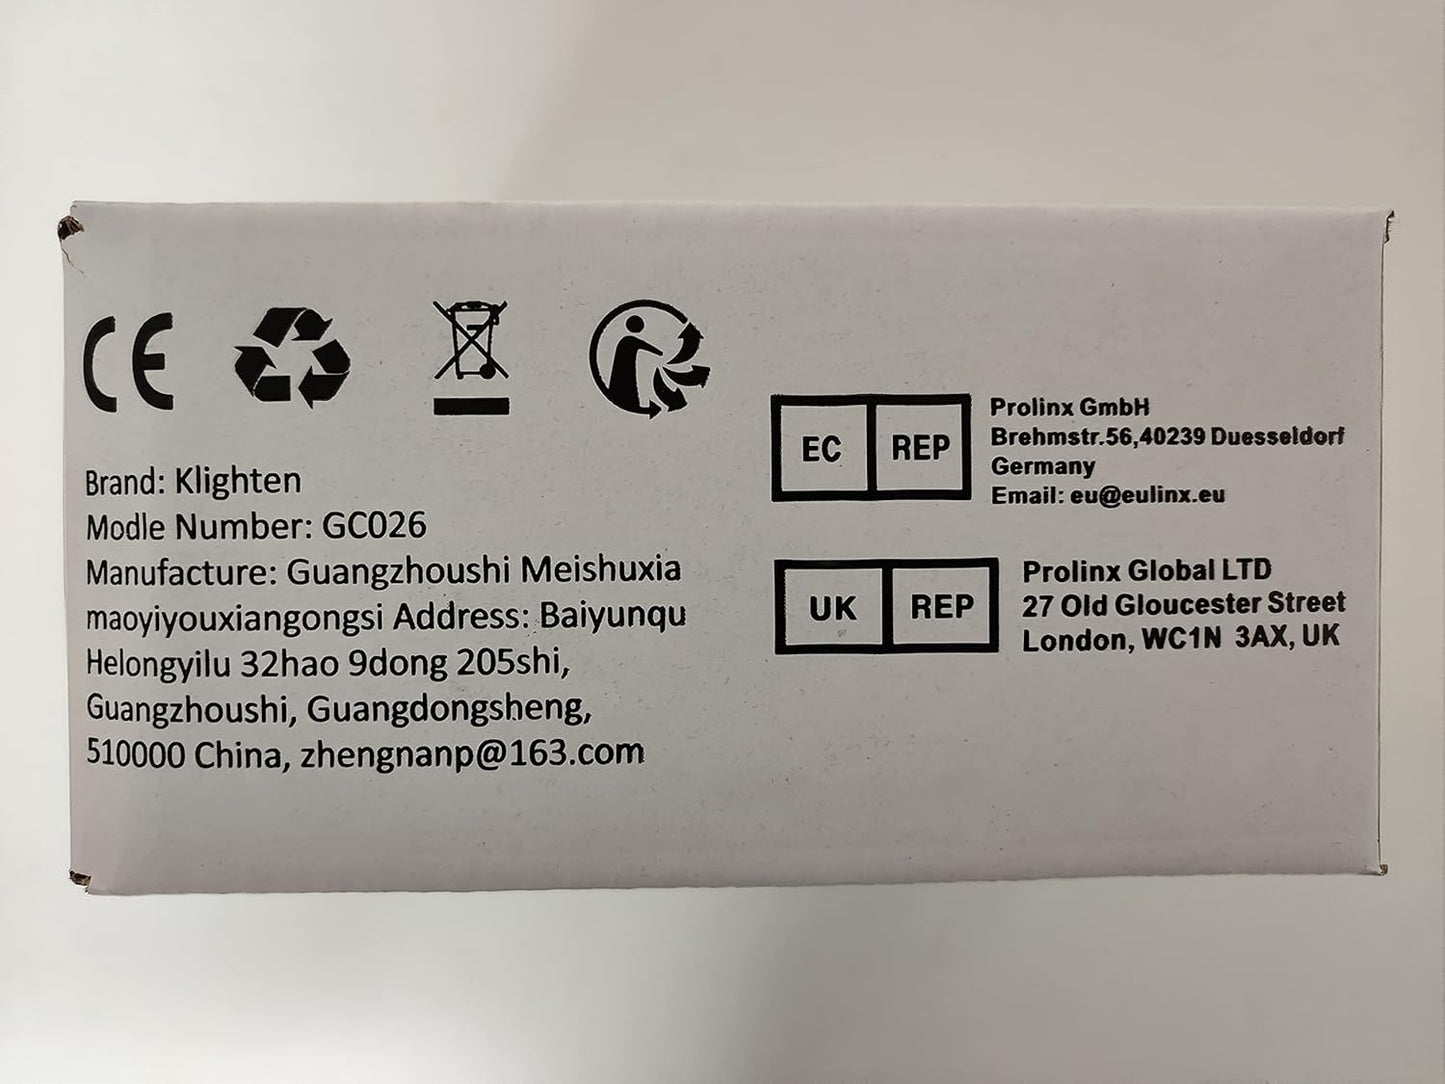 CE
Brand: Klighten
Modle Number: GC026
Manufacture: Guangzhoushi Meishuxia
maoyiyouxiangongsi Address: Baiyunqu
Helongyilu 32hao 9dong 205shi,
Guangzhoushi, Guangdongsheng,
510000 China, zhengnanp@163.com
EC REP
Prolinx GmbH
Brehmstr.56,40239 Duesseldorf
Germany
Email: eu@eulinx.eu
UK REP
Prolinx Global LTD
27 Old Gloucester Street
London, WC1N 3AX, UK